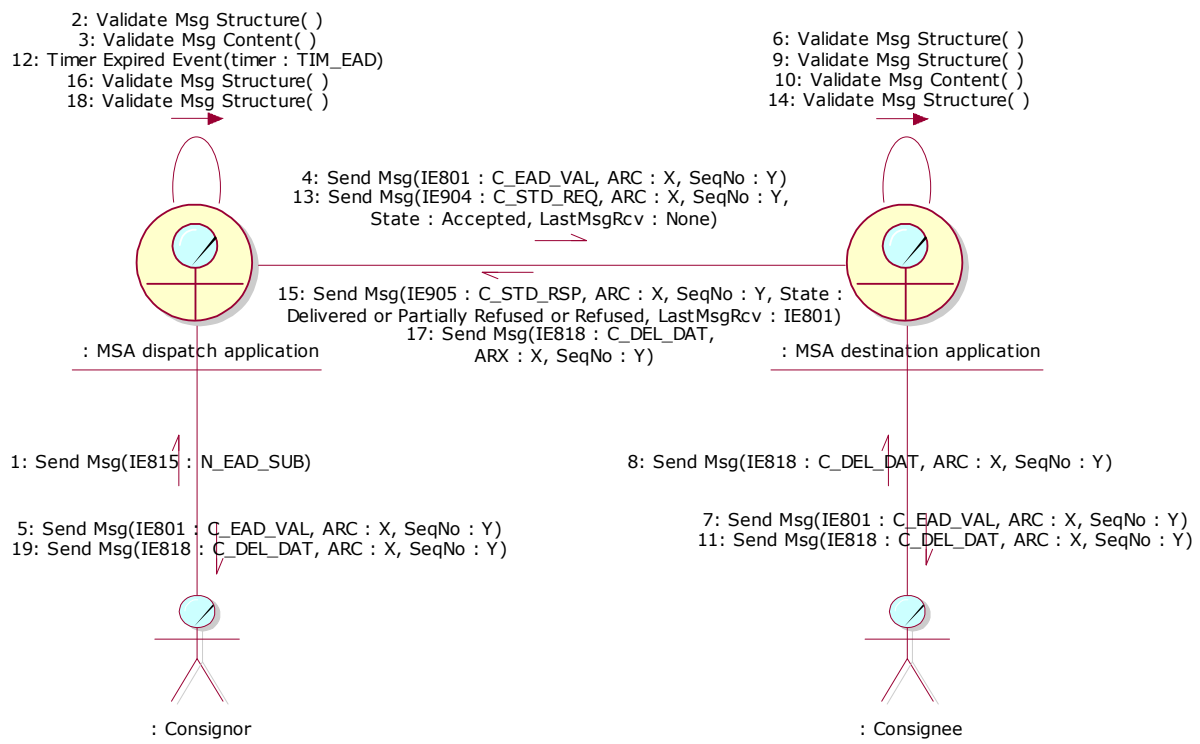 2: Validate Msg Structure( )
3: Validate Msg Content( )
12: Timer Expired Event(timer : TIM_EAD)
16: Validate Msg Structure( )
18: Validate Msg Structure( )
6: Validate Msg Structure( )
9: Validate Msg Structure( )
10: Validate Msg Content( )
14: Validate Msg Structure( )
4: Send Msg(IE801 : C_EAD_VAL, ARC : X, SeqNo : Y)
13: Send Msg(IE904 : C_STD_REQ, ARC : X, SeqNo : Y,
State : Accepted, LastMsgRcv : None)
15: Send Msg(IE905 : C_STD_RSP, ARC : X, SeqNo : Y, State :
Delivered or Partially Refused or Refused, LastMsgRcv : IE801)
17: Send Msg(IE818 : C_DEL_DAT,
ARX : X, SeqNo : Y)
: MSA dispatch application
: MSA destination application
1: Send Msg(IE815 : N_EAD_SUB)
8: Send Msg(IE818 : C_DEL_DAT, ARC : X, SeqNo : Y)
5: Send Msg(IE801 : C_EAD_VAL, ARC : X, SeqNo : Y)
19: Send Msg(IE818 : C_DEL_DAT, ARC : X, SeqNo : Y)
7: Send Msg(IE801 : C_EAD_VAL, ARC : X, SeqNo : Y)
11: Send Msg(IE818 : C_DEL_DAT, ARC : X, SeqNo : Y)
: Consignor
: Consignee